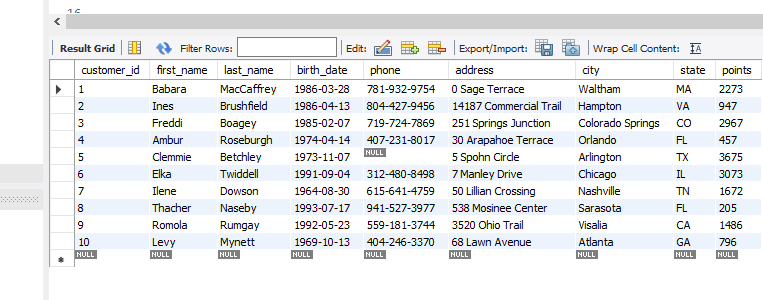 16
Result Grid Filter Rows: Edit: Export/Import: Wrap Cell Content: IA
customer_id first_name last_name birth_date phone address city state points
1 Babara MacCaffrey 1986-03-28 781-932-9754 0 Sage Terrace Waltham MA 2273
2 Ines Brushfield 1986-04-13 804-427-9456 14187 Commercial Trail Hampton VA 947
3 Freddi Boagey 1985-02-07 719-724-7869 251 Springs Junction Colorado Springs CO 2967
4 Ambur Roseburgh 1974-04-14 407-231-8017 30 Arapahoe Terrace Orlando FL 457
5 Clemmie Betchley 1973-11-07 NULL 5 Spohn Circle Arlington TX 3675
6 Elka Twiddell 1991-09-04 312-480-8498 7 Manley Drive Chicago IL 3073
7 Ilene Dowson 1964-08-30 615-641-4759 50 Lillian Crossing Nashville TN 1672
8 Thacher Naseby 1993-07-17 941-527-3977 538 Mosinee Center Sarasota FL 205
9 Romola Rumgay 1992-05-23 559-181-3744 3520 Ohio Trail Visalia CA 1486
10 Levy Mynett 1969-10-13 404-246-3370 68 Lawn Avenue Atlanta GA 796
NULL NULL NULL NULL NULL NULL NULL NULL NULL